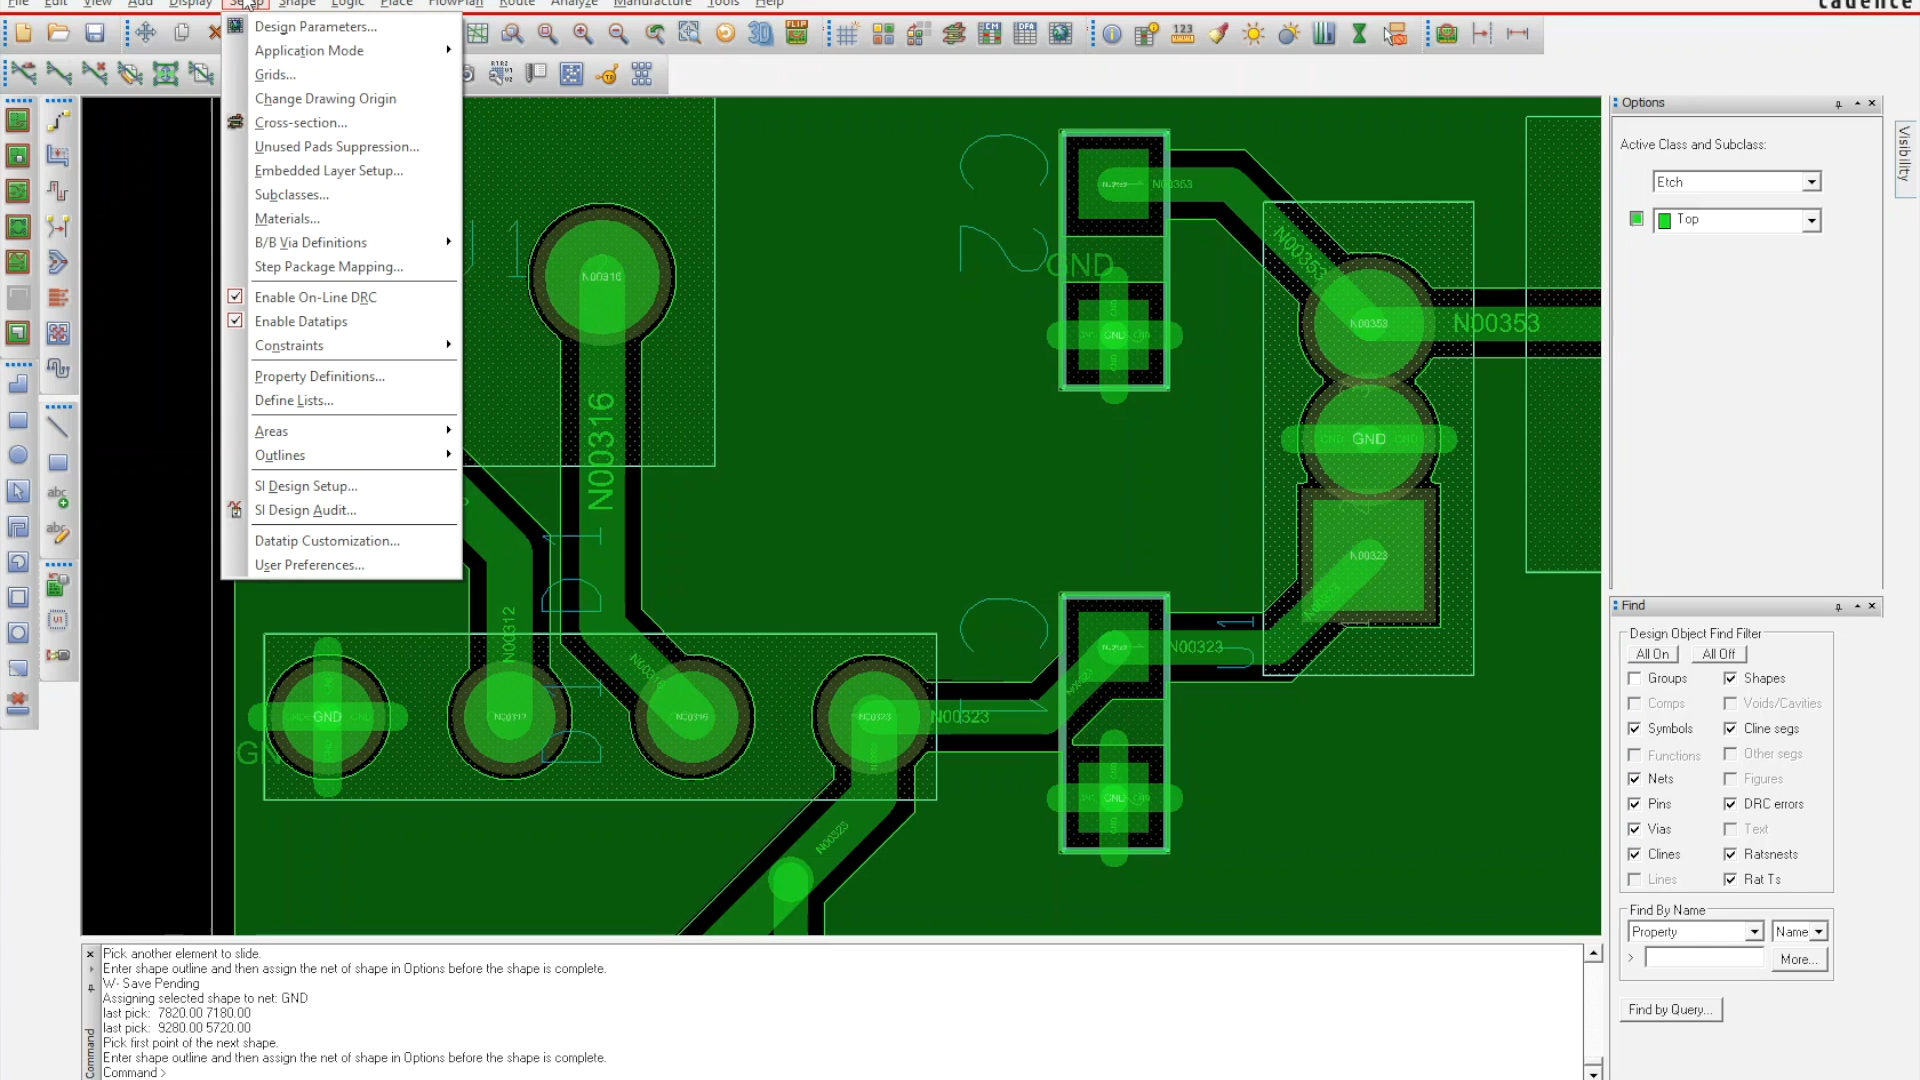 File Edit View Add Display Setup Shape Logic Place FlowPlan Route Analyze Manufacture Tools Help
cadence
Design Parameters...
Application Mode
Grids...
Change Drawing Origin
Cross-section...
Unused Pads Suppression...
Embedded Layer Setup...
Subclasses...
Materials...
B/B Via Definitions
Step Package Mapping...
Enable On-Line DRC
Enable Datatips
Constraints
Property Definitions...
Define Lists...
Areas
Outlines
SI Design Setup...
SI Design Audit...
Datatip Customization...
User Preferences...
N00316
N00316
N00312
N00353
N00353
N00353
N00353
GND
GND
GND
GND
N00323
N00323
N00323
N00323
N00323
GND
GND
C2
Options
Active Class and Subclass:
Etch
Top
Visibility
Find
Design Object Find Filter
All On All Off
Groups Shapes
Comps Voids/Cavities
Symbols Cline segs
Functions Other segs
Nets Figures
Pins DRC errors
Vias Text
Clines Ratsnests
Lines Rat Ts
Find By Name
Property Name
> More...
Find by Query...
Pick another element to slide.
Enter shape outline and then assign the net of shape in Options before the shape is complete.
W- Save Pending
Assigning selected shape to net: GND
last pick: 7820.00 7180.00
last pick: 9280.00 5720.00
Pick first point of the next shape.
Enter shape outline and then assign the net of shape in Options before the shape is complete.
Command >
Command